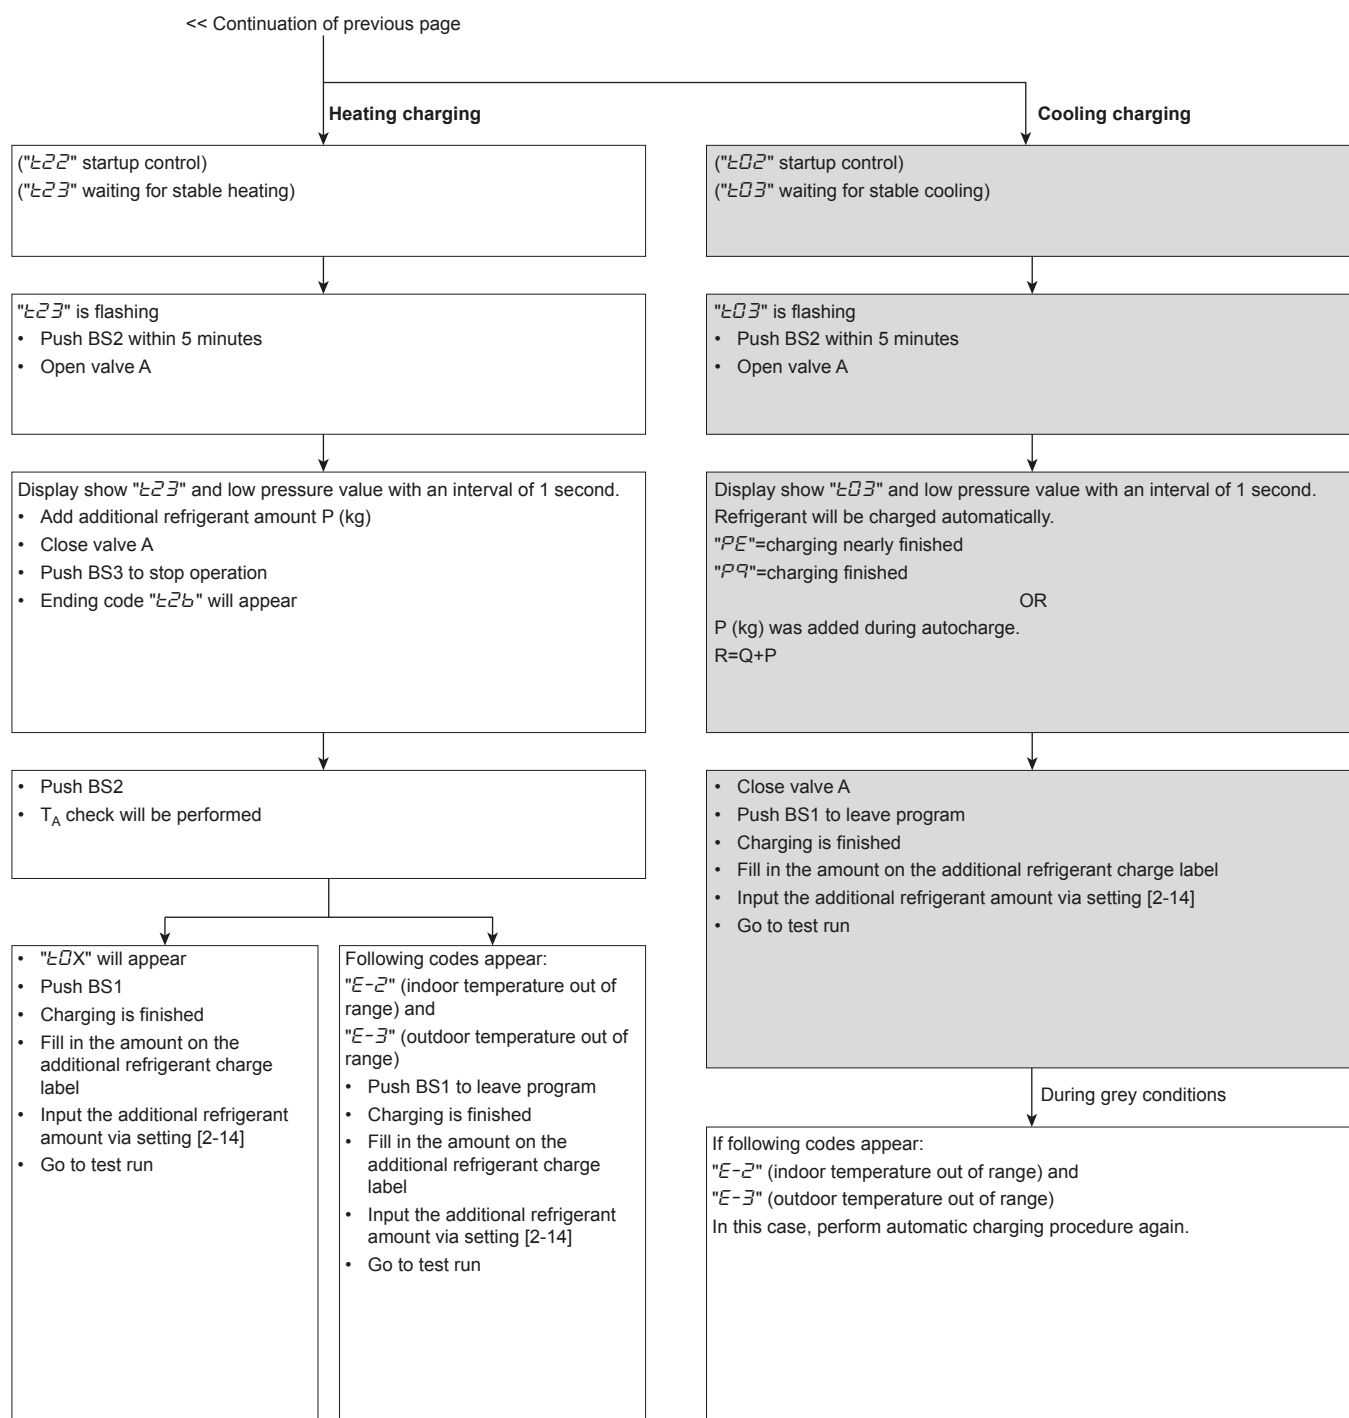 << Continuation of previous page
Heating charging
("t22" startup control)
("t23" waiting for stable heating)
"t23" is flashing
• Push BS2 within 5 minutes
• Open valve A
Display show "t23" and low pressure value with an interval of 1 second.
• Add additional refrigerant amount P (kg)
• Close valve A
• Push BS3 to stop operation
• Ending code "t26" will appear
• Push BS2
• TA check will be performed
• "t0X" will appear
• Push BS1
• Charging is finished
• Fill in the amount on the
additional refrigerant charge
label
• Input the additional refrigerant
amount via setting [2-14]
• Go to test run
Following codes appear:
"E-2" (indoor temperature out of
range) and
"E-3" (outdoor temperature out of
range)
• Push BS1 to leave program
• Charging is finished
• Fill in the amount on the
additional refrigerant charge
label
• Input the additional refrigerant
amount via setting [2-14]
• Go to test run
Cooling charging
("t02" startup control)
("t03" waiting for stable cooling)
"t03" is flashing
• Push BS2 within 5 minutes
• Open valve A
Display show "t03" and low pressure value with an interval of 1 second.
Refrigerant will be charged automatically.
"PE"=charging nearly finished
"P9"=charging finished
OR
P (kg) was added during autocharge.
R=Q+P
• Close valve A
• Push BS1 to leave program
• Charging is finished
• Fill in the amount on the additional refrigerant charge label
• Input the additional refrigerant amount via setting [2-14]
• Go to test run
During grey conditions
If following codes appear:
"E-2" (indoor temperature out of range) and
"E-3" (outdoor temperature out of range)
In this case, perform automatic charging procedure again.